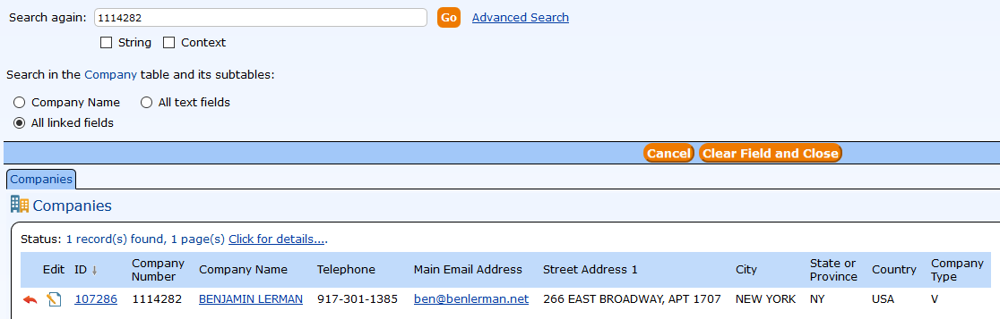 Search again: 1114282 Go Advanced Search
String Context
Search in the Company table and its subtables:
Company Name All text fields
All linked fields
Cancel Clear Field and Close
Companies
Companies
Status: 1 record(s) found, 1 page(s) Click for details....
Edit ID ↓ Company Number Company Name Telephone Main Email Address Street Address 1 City State or Province Country Company Type
107286 1114282 BENJAMIN LERMAN 917-301-1385 ben@benlerman.net 266 EAST BROADWAY, APT 1707 NEW YORK NY USA V